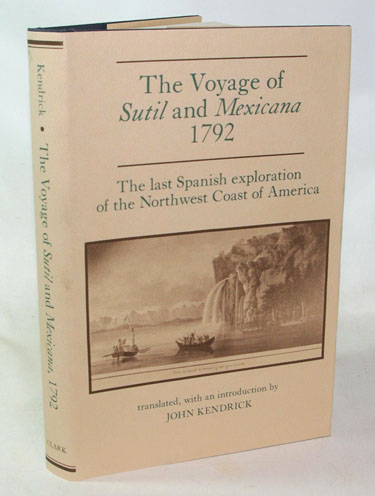 The Voyage of
Sutil and Mexicana
1792
The last Spanish exploration
of the Northwest Coast of America
translated, with an introduction by
JOHN KENDRICK
Kendrick • The Voyage of Sutil and Mexicana, 1792
CLARK